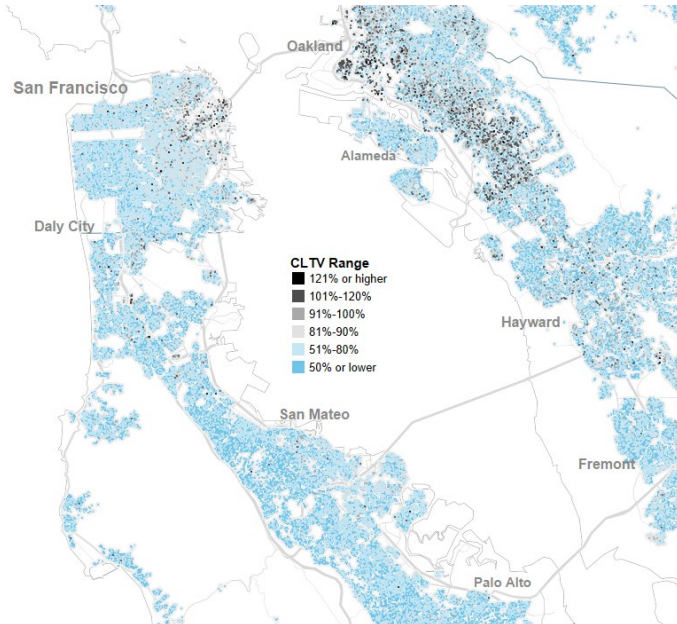 Oakland
San Francisco
Alameda
Daly City
CLTV Range
121% or higher
101%-120%
91%-100%
81%-90%
51%-80%
50% or lower
Hayward
San Mateo
Fremont
Palo Alto